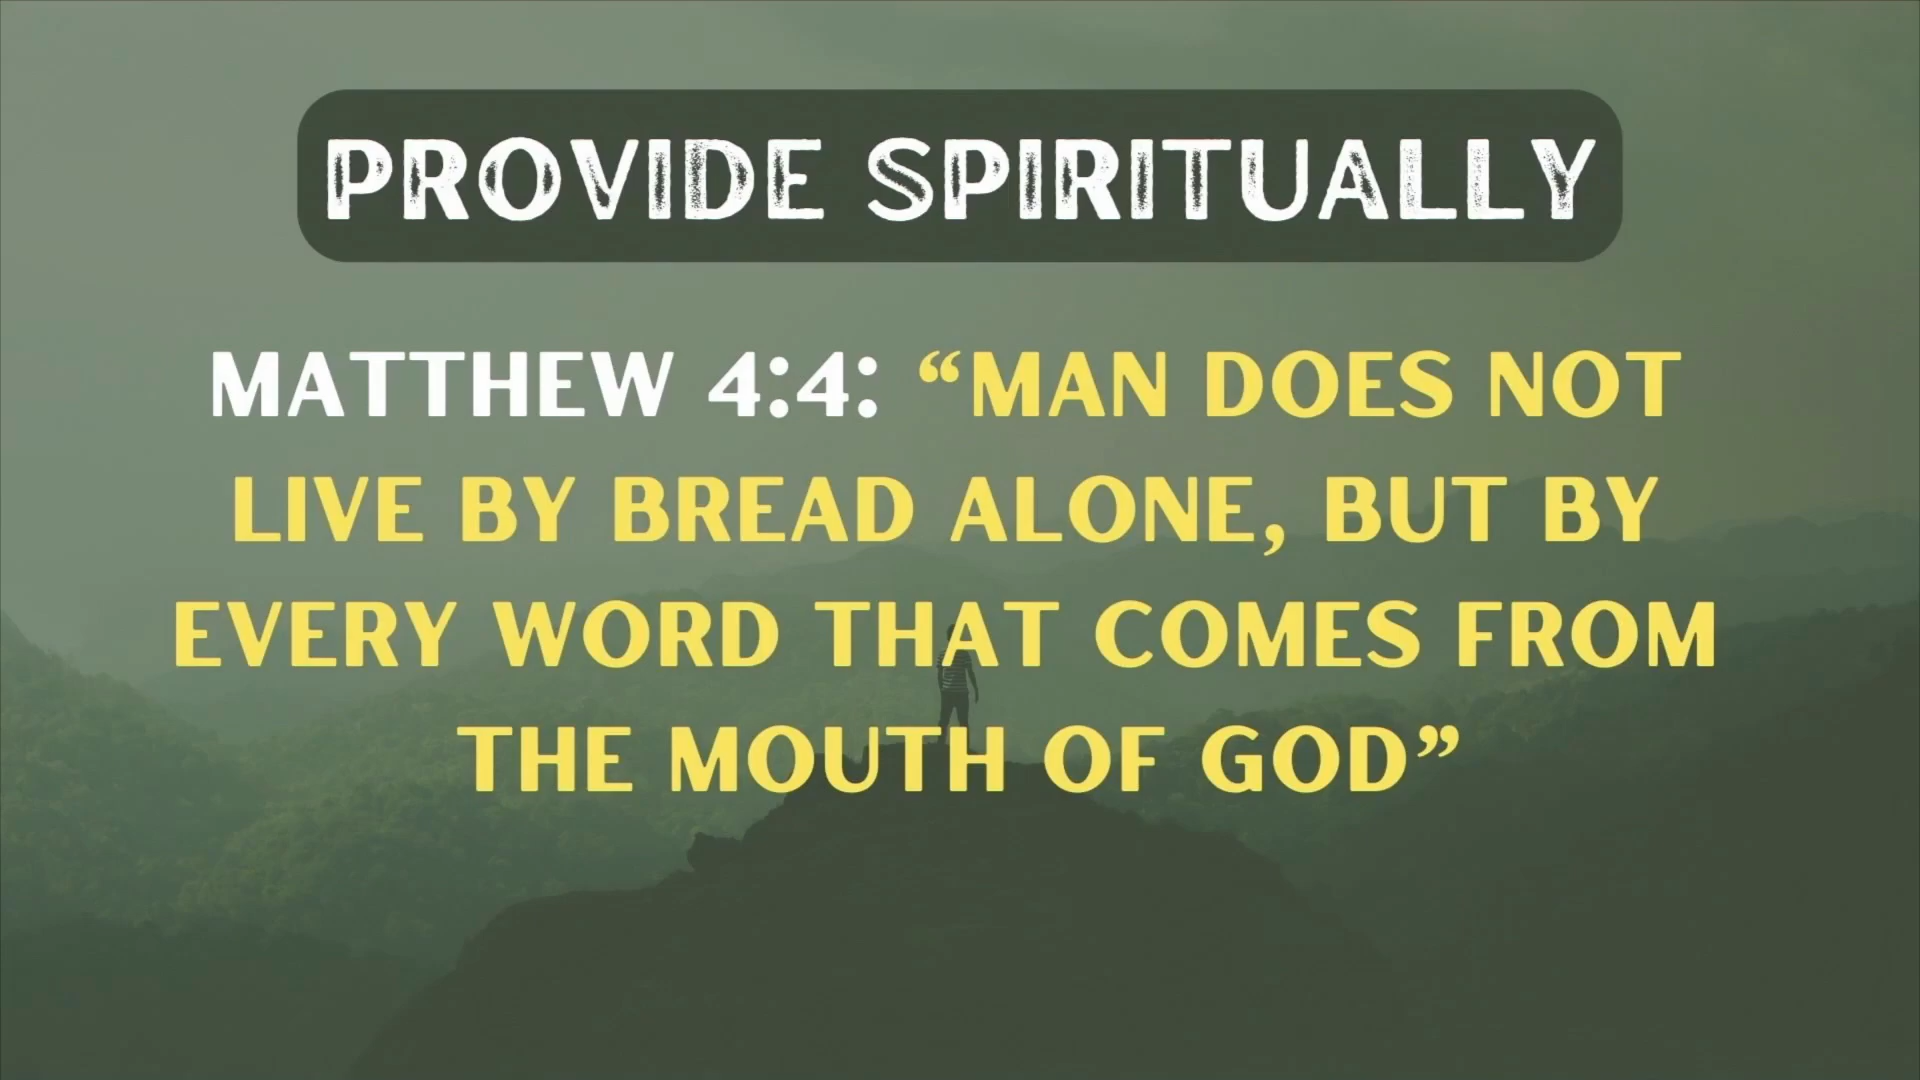 PROVIDE SPIRITUALLY
MATTHEW 4:4: “MAN DOES NOT
LIVE BY BREAD ALONE, BUT BY
EVERY WORD THAT COMES FROM
THE MOUTH OF GOD”